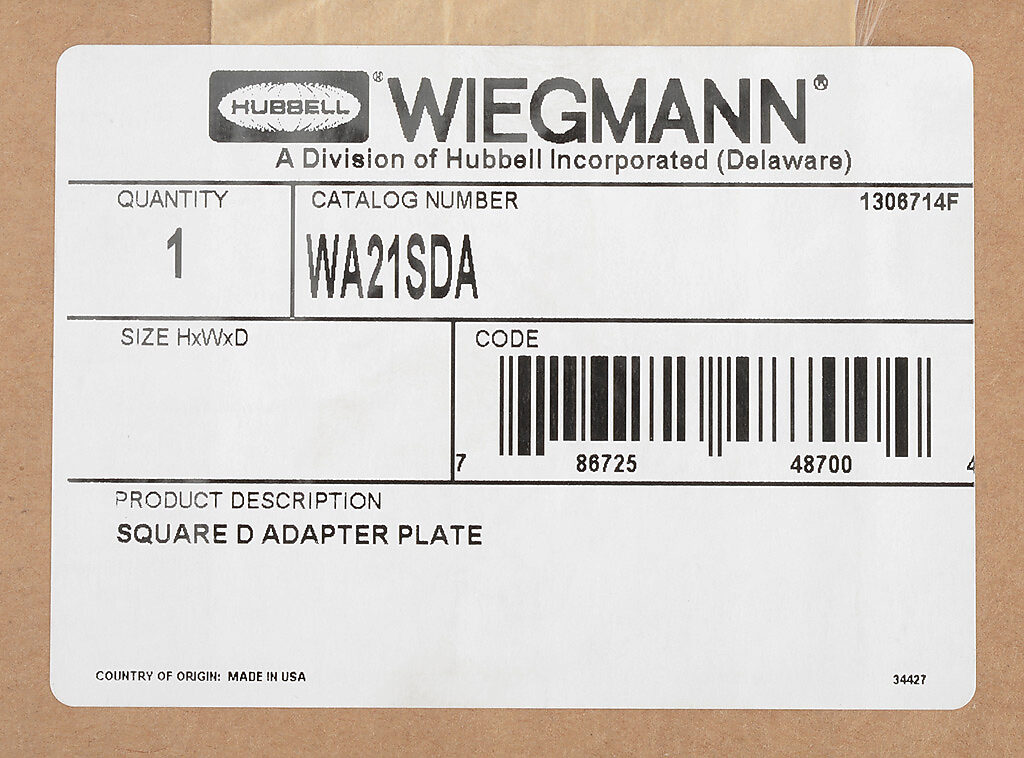 HUBBELL® WIEGMANN®
A Division of Hubbell Incorporated (Delaware)
QUANTITY CATALOG NUMBER 1306714F
1 WA21SDA
SIZE HxWxD CODE
7 86725 48700 4
PRODUCT DESCRIPTION
SQUARE D ADAPTER PLATE
COUNTRY OF ORIGIN: MADE IN USA 34427